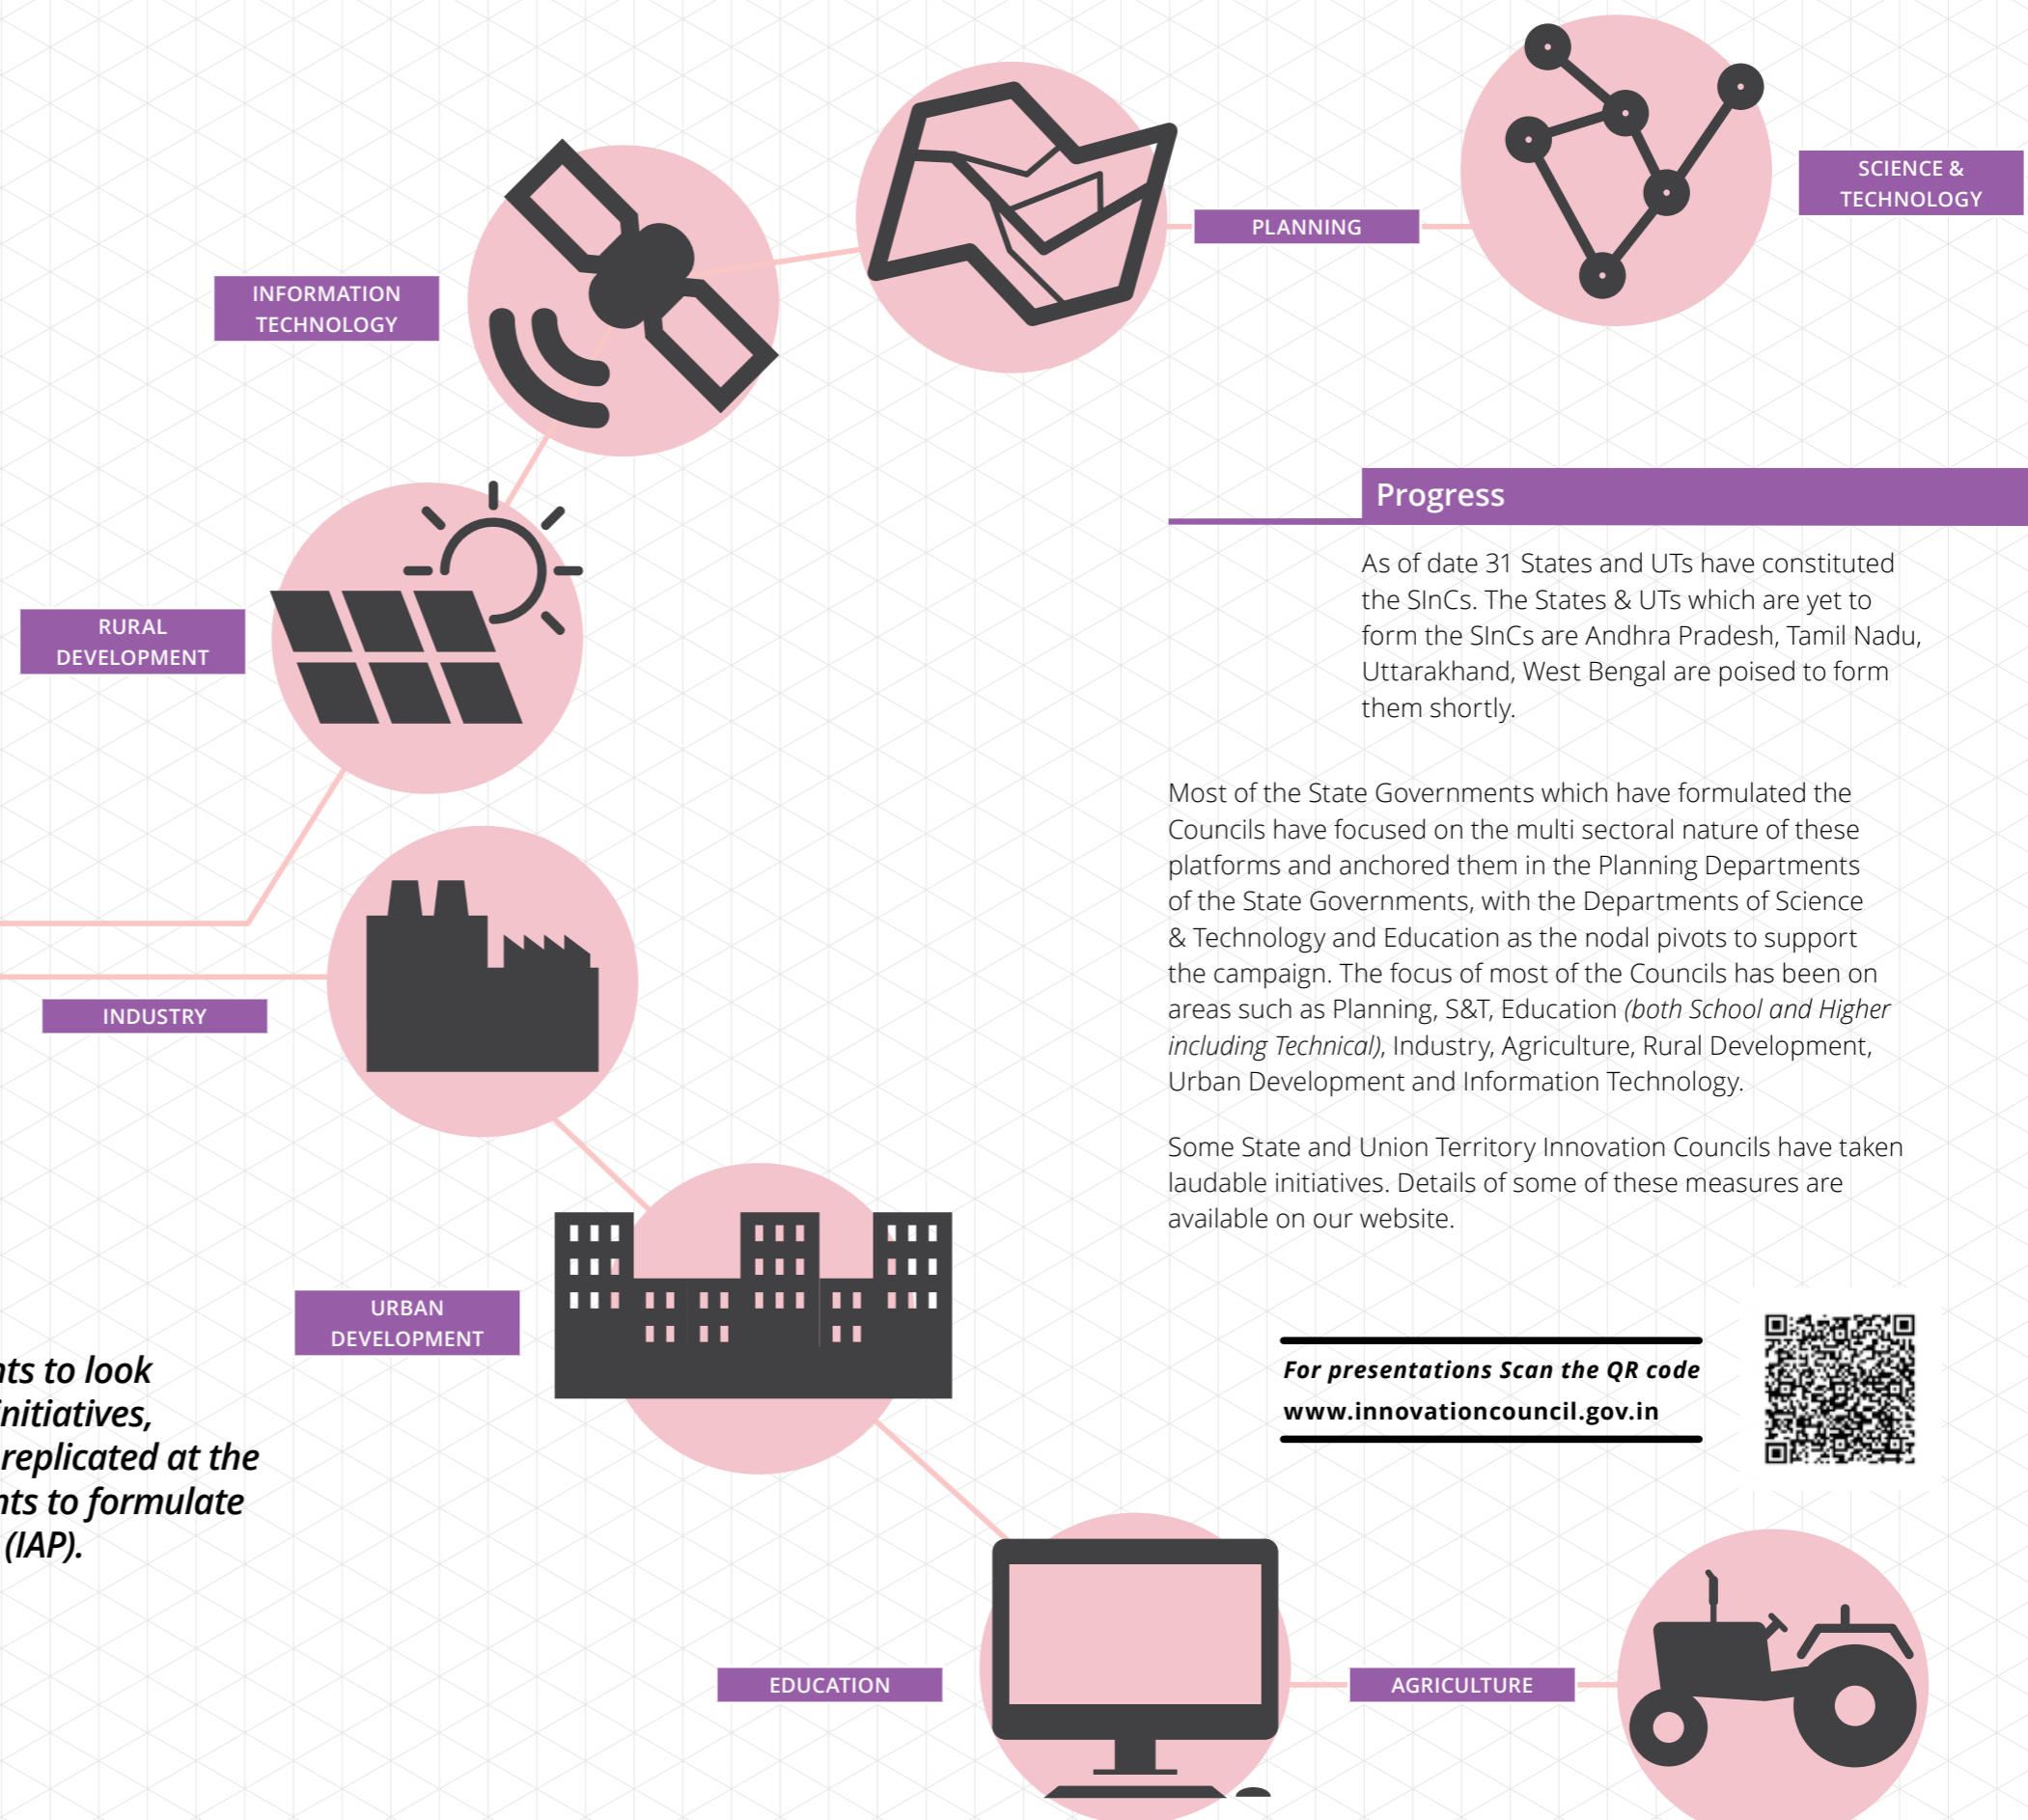 SCIENCE &
TECHNOLOGY
PLANNING
INFORMATION
TECHNOLOGY
Progress
As of date 31 States and UTs have constituted
the SInCs. The States & UTs which are yet to
form the SInCs are Andhra Pradesh, Tamil Nadu,
Uttarakhand, West Bengal are poised to form
them shortly.
RURAL
DEVELOPMENT
Most of the State Governments which have formulated the
Councils have focused on the multi sectoral nature of these
platforms and anchored them in the Planning Departments
of the State Governments, with the Departments of Science
& Technology and Education as the nodal pivots to support
the campaign. The focus of most of the Councils has been on
areas such as Planning, S&T, Education (both School and Higher
including Technical), Industry, Agriculture, Rural Development,
Urban Development and Information Technology.
INDUSTRY
Some State and Union Territory Innovation Councils have taken
laudable initiatives. Details of some of these measures are
available on our website.
URBAN
DEVELOPMENT
For presentations Scan the QR code
www.innovationcouncil.gov.in
nts to look
initiatives,
replicated at the
nts to formulate
(IAP).
EDUCATION
AGRICULTURE